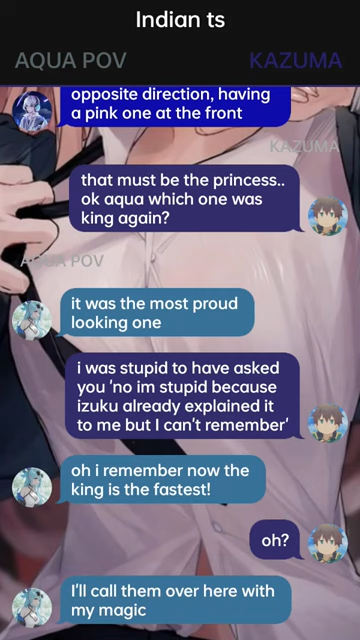 Indian ts
AQUA POV
KAZUMA
opposite direction, having
a pink one at the front
KAZUMA
that must be the princess..
ok aqua which one was
king again?
AQUA POV
it was the most proud
looking one
i was stupid to have asked
you 'no im stupid because
izuku already explained it
to me but I can't remember'
oh i remember now the
king is the fastest!
oh?
I'll call them over here with
my magic